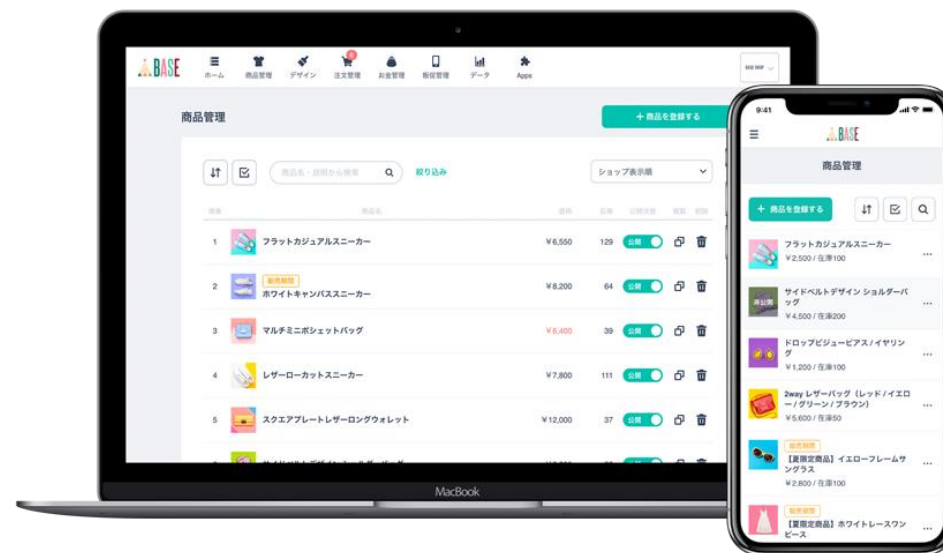 BASE
ホーム
商品管理
デザイン
6
注文管理
お金管理
販促管理
データ
Apps
商品管理
+ 商品を登録する
商品名・説明から検索
絞り込み
ショップ表示順
商品名
価格
在庫
公開状態
複製
削除
1
フラットカジュアルスニーカー
¥6,550
129
公開
2
販売期間
ホワイトキャンバススニーカー
¥8,200
64
公開
3
マルチミニポシェットバッグ
¥6,400
39
公開
4
レザーローカットスニーカー
¥7,800
111
公開
5
スクエアプレートレザーロングウォレット
¥12,000
37
公開
MacBook
9:41
BASE
商品管理
+ 商品を登録する
フラットカジュアルスニーカー
¥2,500 / 在庫100
非公開
サイドベルトデザイン ショルダーバ
ッグ
¥4,500 / 在庫200
ドロップビジューピアス / イヤリン
グ
¥1,200 / 在庫100
2way レザーバッグ（レッド / イエロ
ー / グリーン / ブラウン）
¥5,600 / 在庫50
販売期間
【夏限定商品】イエローフレームサ
ングラス
¥2,800 / 在庫100
販売期間
【夏限定商品】ホワイトレースワン
ピース